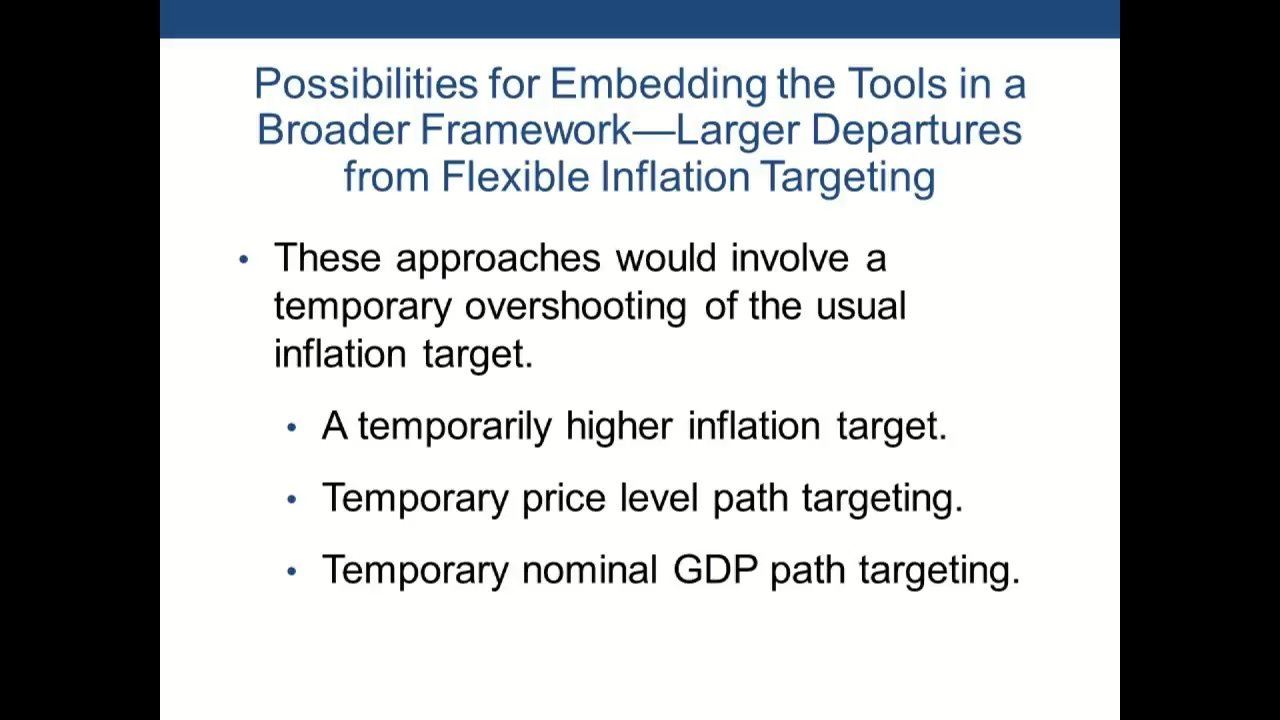 Possibilities for Embedding the Tools in a
Broader Framework—Larger Departures
from Flexible Inflation Targeting
• These approaches would involve a
temporary overshooting of the usual
inflation target.
• A temporarily higher inflation target.
• Temporary price level path targeting.
• Temporary nominal GDP path targeting.